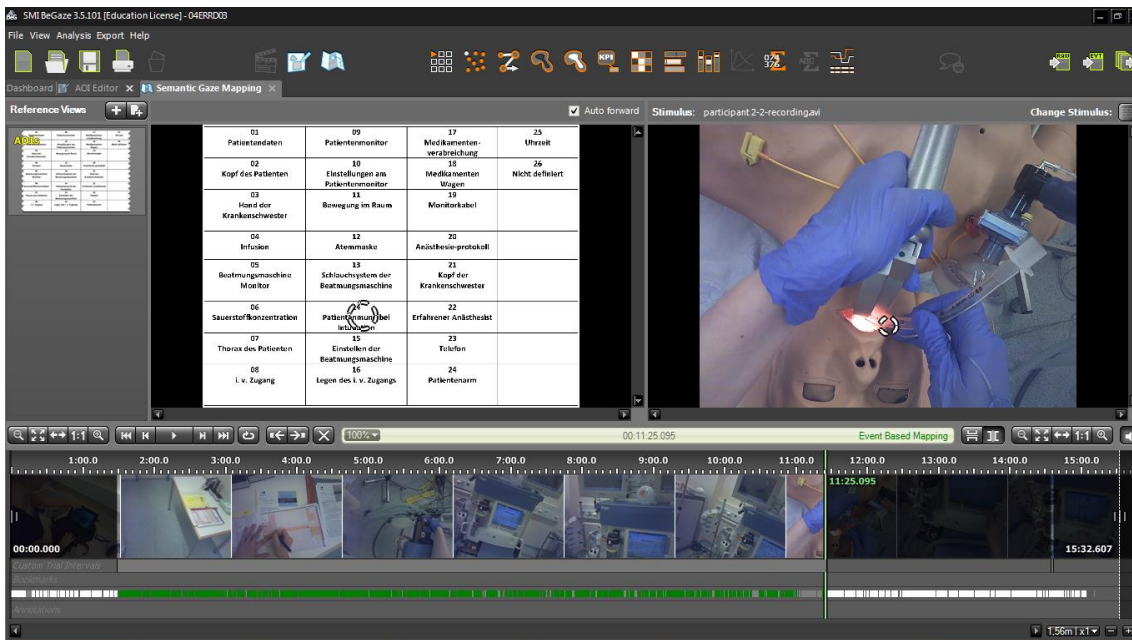 SMI BeGaze 3.5.101 [Education License] - 04ERRD03
File View Analysis Export Help
Dashboard AOI Editor Semantic Gaze Mapping
Reference Views
Auto forward
Stimulus: participant 2-2-recording.avi
Change Stimulus:
AOIs
01
Patientendaten
09
Patientenmonitor
17
Medikamenten-
verabreichung
25
Uhrzeit
02
Kopf des Patienten
10
Einstellungen am
Patientenmonitor
18
Medikamenten
Wagen
26
Nicht definiert
03
Hand der
Krankenschwester
11
Bewegung im Raum
19
Monitorkabel
04
Infusion
12
Atemmaske
20
Anästhesie-protokoll
05
Beatmungsmaschine
Monitor
13
Schlauchsystem der
Beatmungsmaschine
21
Kopf der
Krankenschwester
06
Sauerstoffkonzentration
22
Erfahrener Anästhesist
07
Thorax des Patienten
15
Einstellen der
Beatmungsmaschine
23
Telefon
08
i. v. Zugang
16
Legen des i. v. Zugangs
24
Patientenarm
1:1 100% 00:11:25.095 Event Based Mapping 1:1
1:00.0 2:00.0 3:00.0 4:00.0 5:00.0 6:00.0 7:00.0 8:00.0 9:00.0 10:00.0 11:00.0 12:00.0 13:00.0 14:00.0 15:00.0
11:25.095
00:00.000
15:32.607
Custom Trial Intervals
Bookmarks
Annotations
1,56m | x1